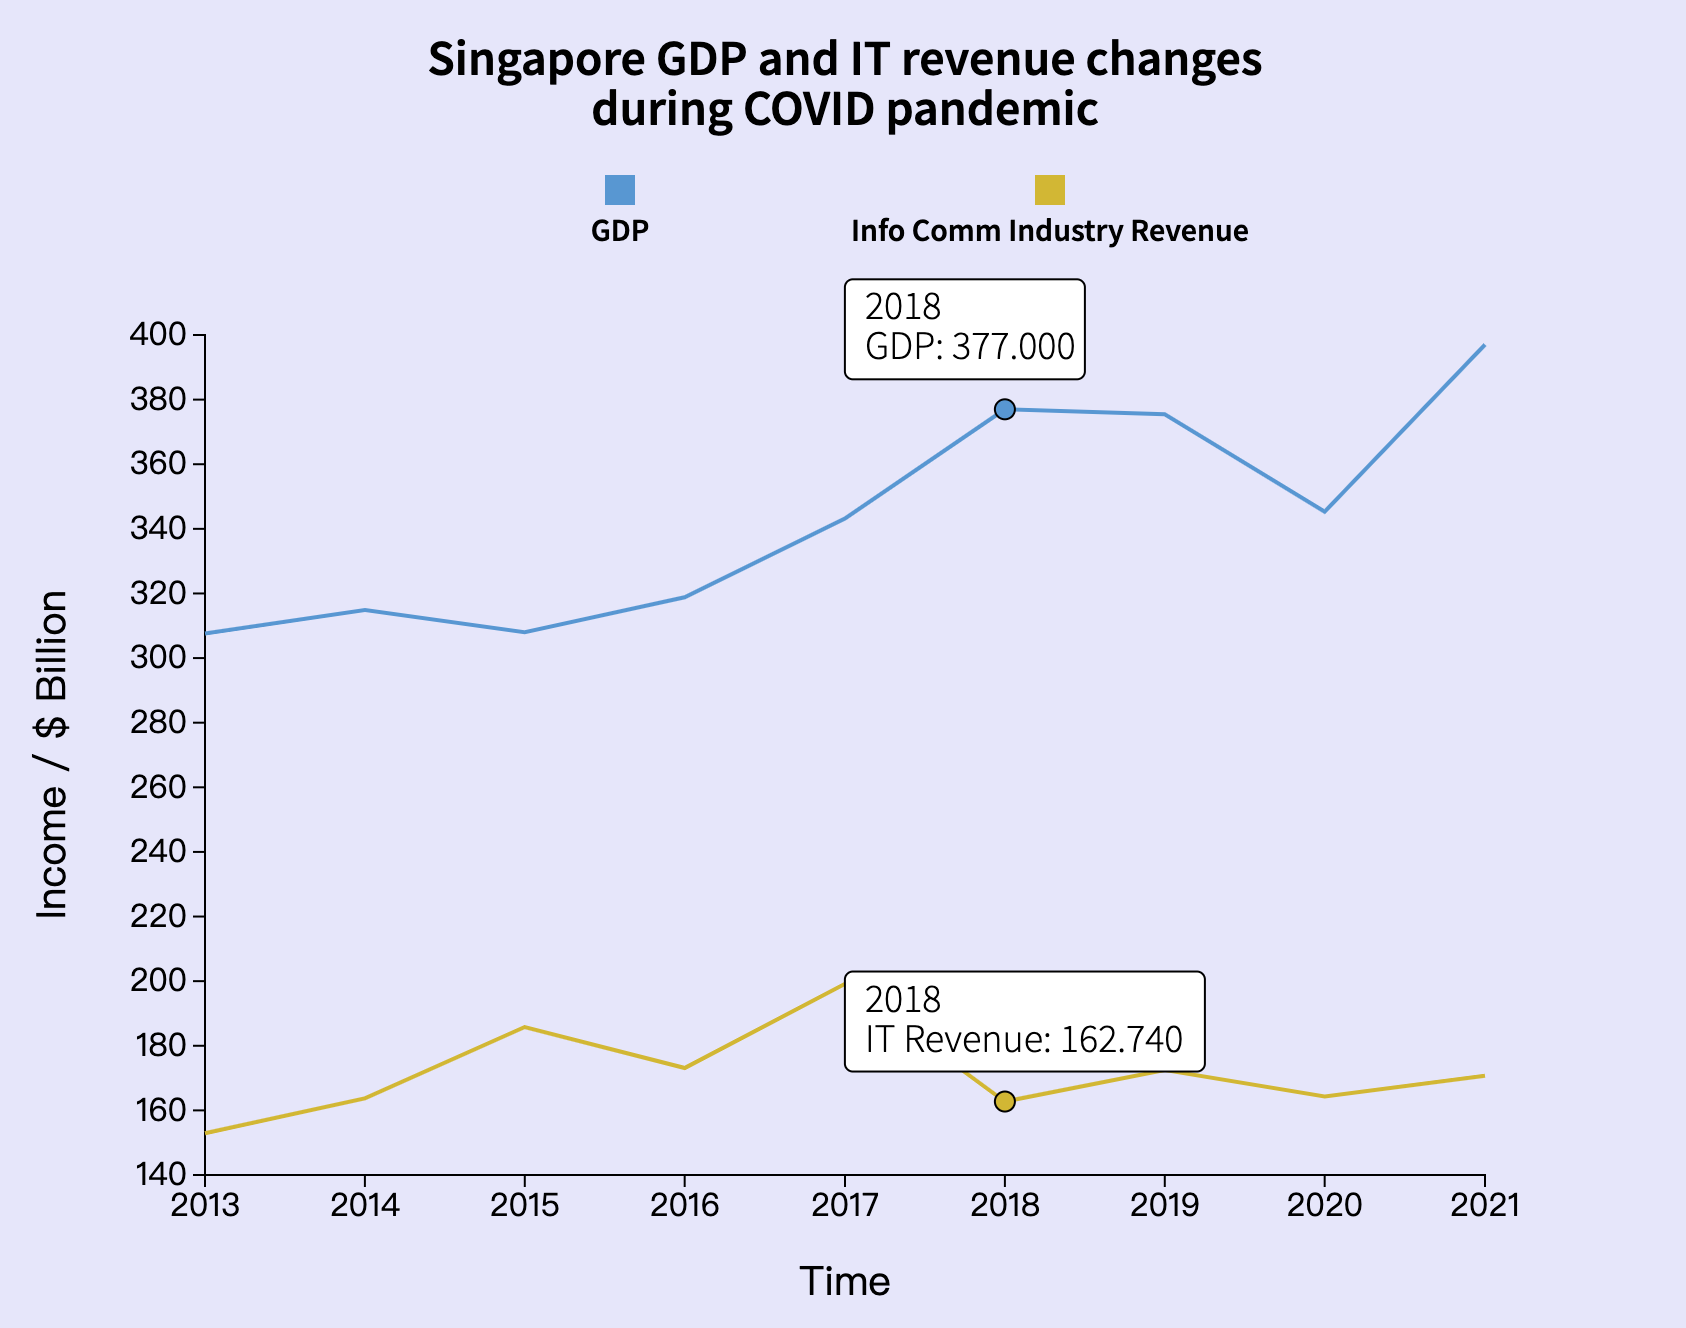 Singapore GDP and IT revenue changes
during COVID pandemic
GDP
Info Comm Industry Revenue
2018
GDP: 377.000
400
380
360
340
320
300
280
260
240
220
200
180
160
140
Income / $ Billion
2018
IT Revenue: 162.740
2013 2014 2015 2016 2017 2018 2019 2020 2021
Time